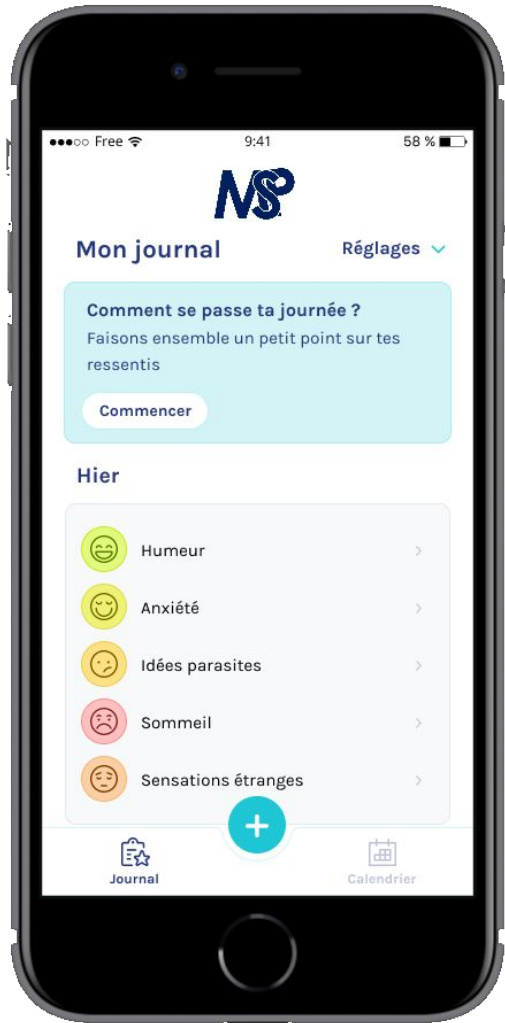 Free 9:41 58 %
MSP
Mon journal Réglages
Comment se passe ta journée ?
Faisons ensemble un petit point sur tes
ressentis
Commencer
Hier
Humeur
Anxiété
Idées parasites
Sommeil
Sensations étranges
+
Journal Calendrier